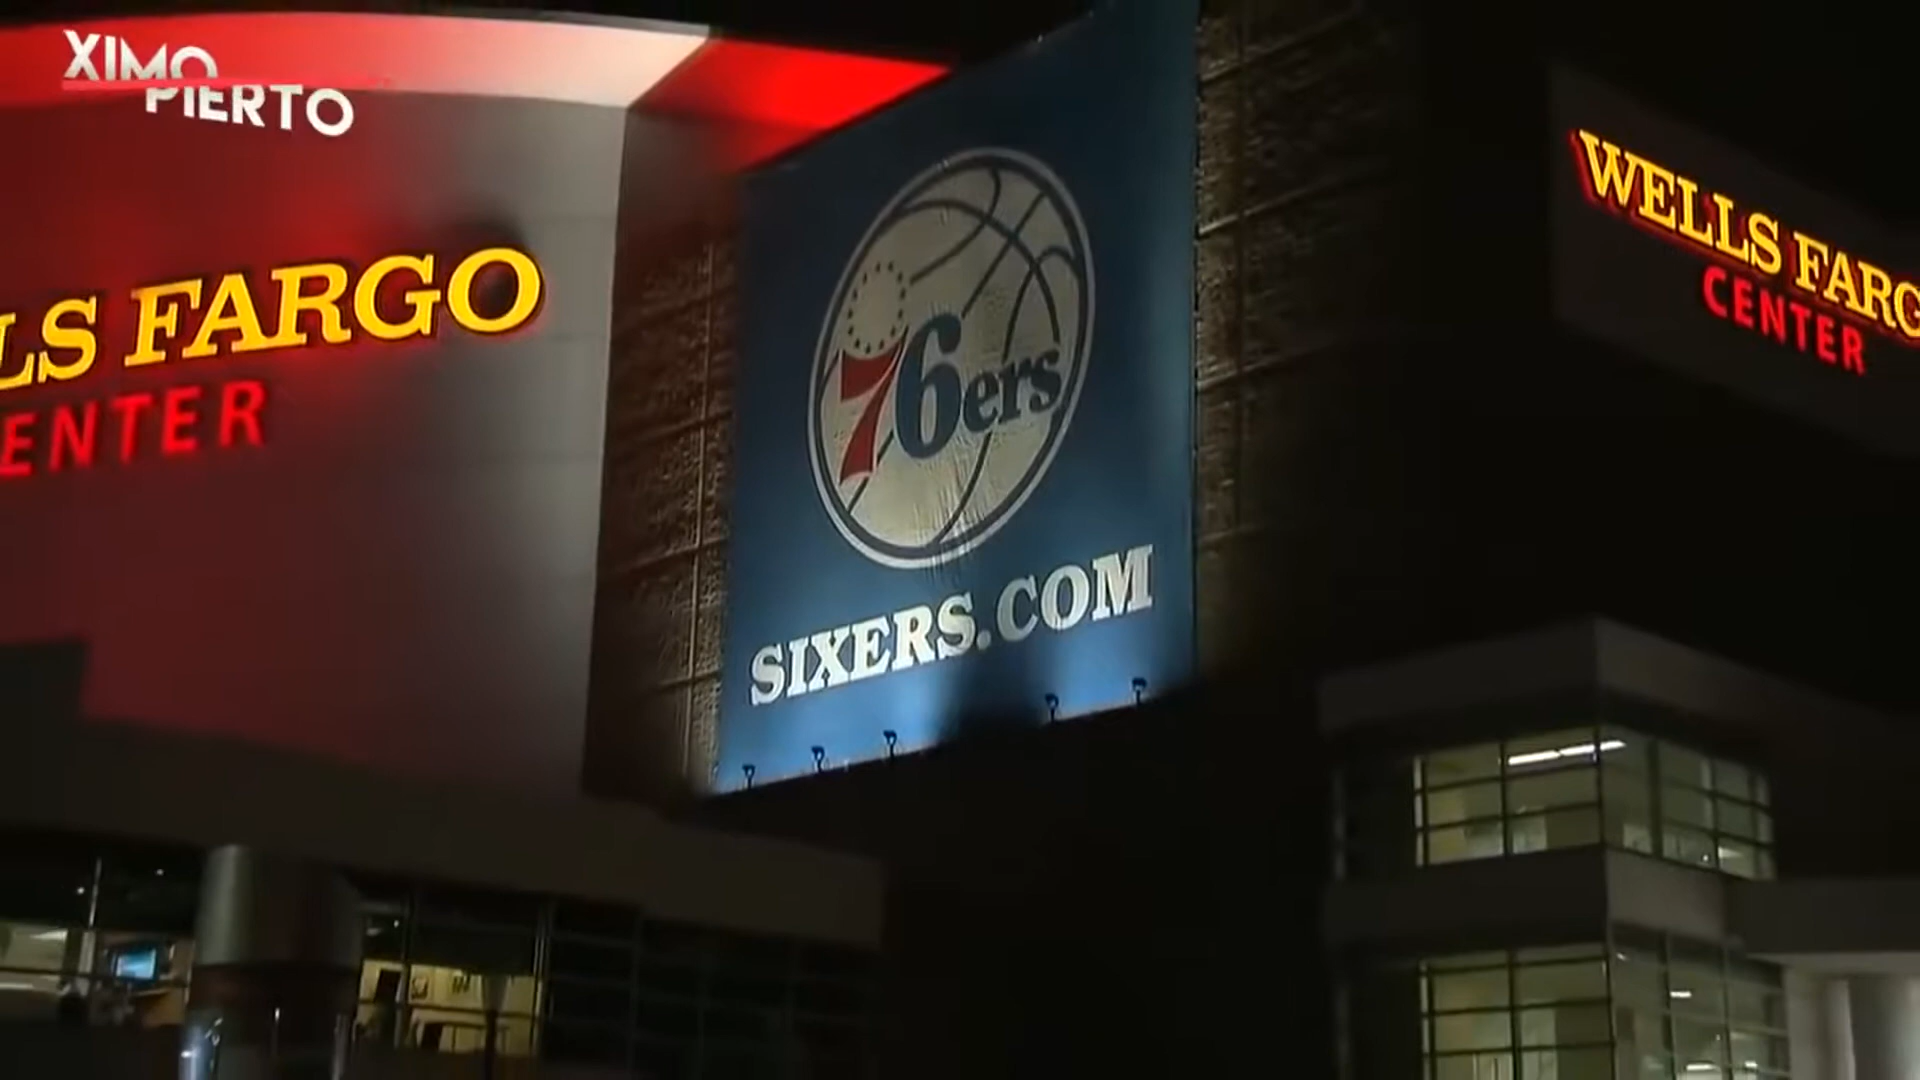 XIMO
PIERTO
LS FARGO
ENTER
76ers
SIXERS.COM
WELLS FARG
CENTER